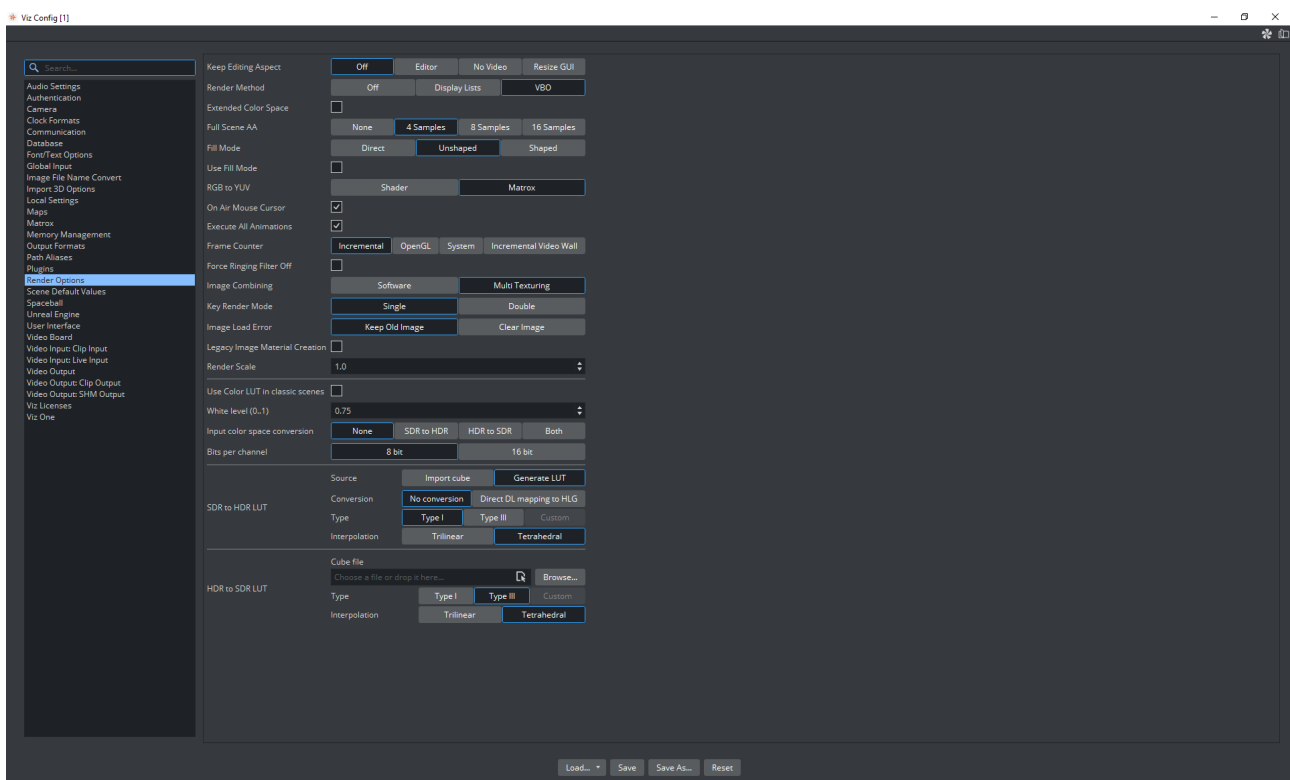 Viz Config [1]
Search...
Audio Settings
Authentication
Camera
Clock Formats
Communication
Database
Font/Text Options
Global Input
Image File Name Convert
Import 3D Options
Local Settings
Maps
Matrox
Memory Management
Output Formats
Path Aliases
Plugins
Render Options
Scene Default Values
Spaceball
Unreal Engine
User Interface
Video Board
Video Input: Clip Input
Video Input: Live Input
Video Output
Video Output: Clip Output
Video Output: SHM Output
Viz Licenses
Viz One
Keep Editing Aspect Off Editor No Video Resize GUI
Render Method Off Display Lists VBO
Extended Color Space
Full Scene AA None 4 Samples 8 Samples 16 Samples
Fill Mode Direct Unshaped Shaped
Use Fill Mode
RGB to YUV Shader Matrox
On Air Mouse Cursor
Execute All Animations
Frame Counter Incremental OpenGL System Incremental Video Wall
Force Ringing Filter Off
Image Combining Software Multi Texturing
Key Render Mode Single Double
Image Load Error Keep Old Image Clear Image
Legacy Image Material Creation
Render Scale 1.0
Use Color LUT in classic scenes
White level (0..1) 0.75
Input color space conversion None SDR to HDR HDR to SDR Both
Bits per channel 8 bit 16 bit
SDR to HDR LUT
Source Import cube Generate LUT
Conversion No conversion Direct DL mapping to HLG
Type Type I Type III Custom
Interpolation Trilinear Tetrahedral
HDR to SDR LUT
Cube file
Choose a file or drop it here... Browse...
Type Type I Type III Custom
Interpolation Trilinear Tetrahedral
Load... Save Save As... Reset